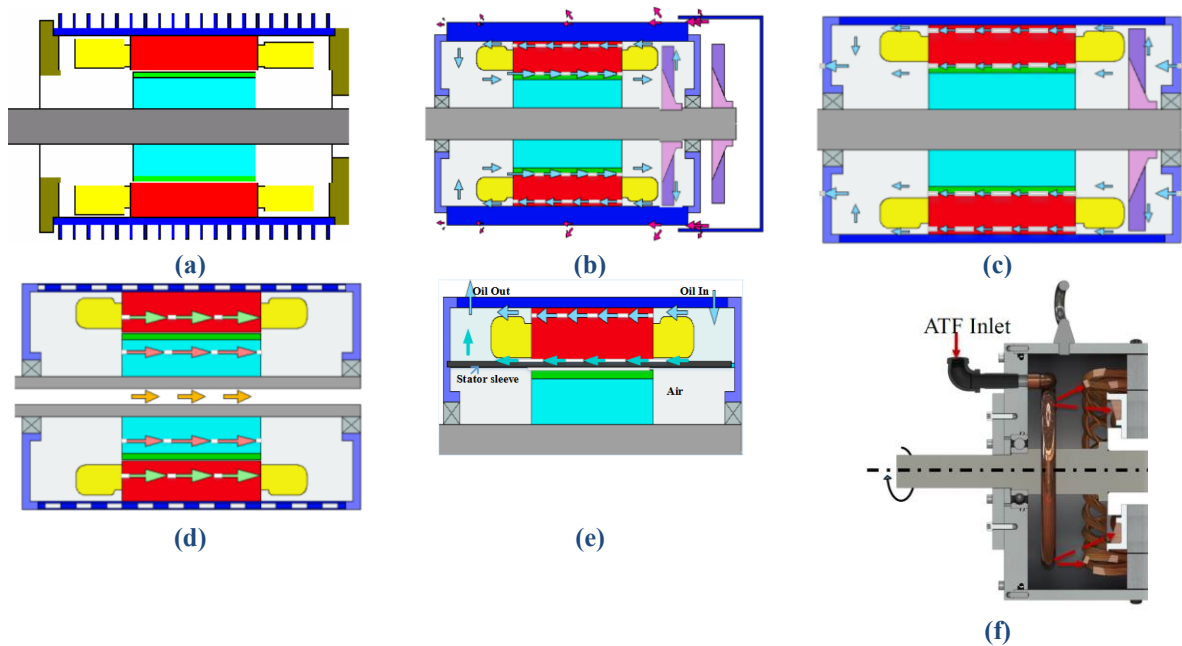 (a)
(b)
(c)
Oil Out
Oil In
Stator sleeve
Air
(d)
(e)
ATF Inlet
(f)